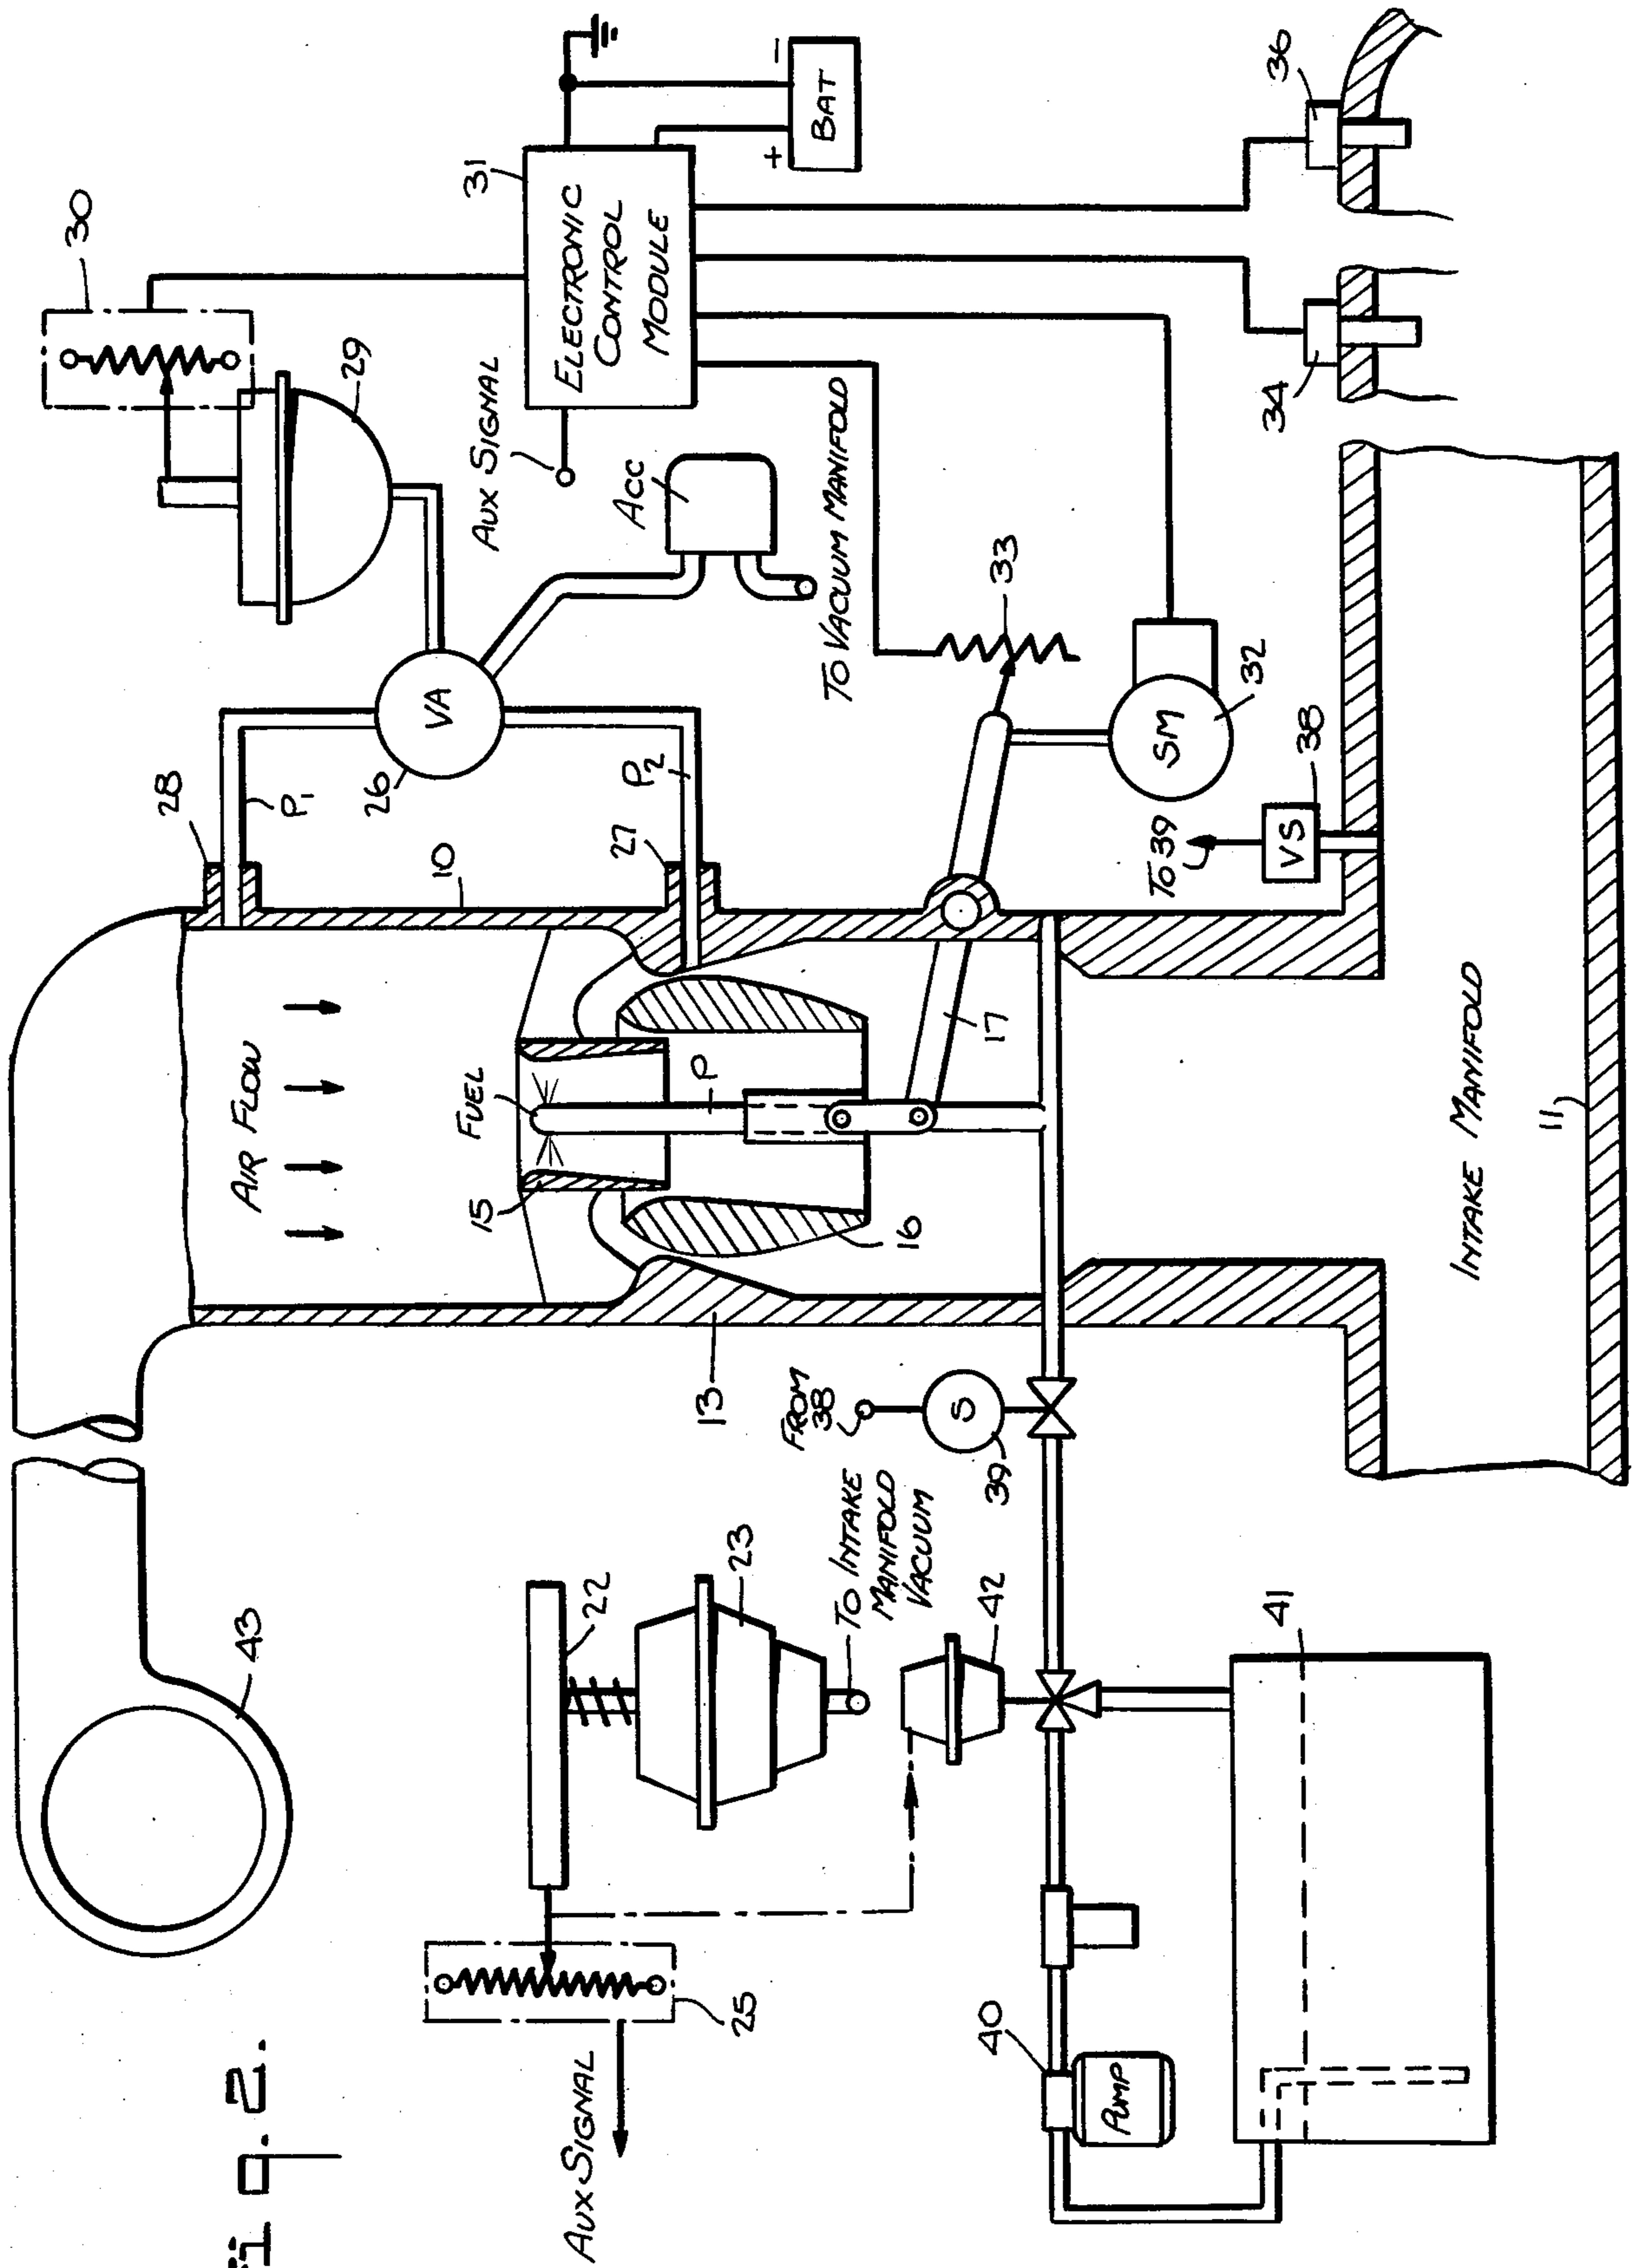 Fig. 2.
43
AIR FLOW
28
P1
26
VA
30
29
10
27
P2
FUEL
15
P
16
17
13
AUX SIGNAL
25
22
23
TO INTAKE
MANIFOLD
VACUUM
AUX SIGNAL
31
ELECTRONIC
CONTROL
MODULE
+
-
BAT
ACC
TO VACUUM MANIFOLD
33
SM
32
TO 39
VS
38
34
36
FROM
38
S
39
42
40
PUMP
41
INTAKE MANIFOLD
11